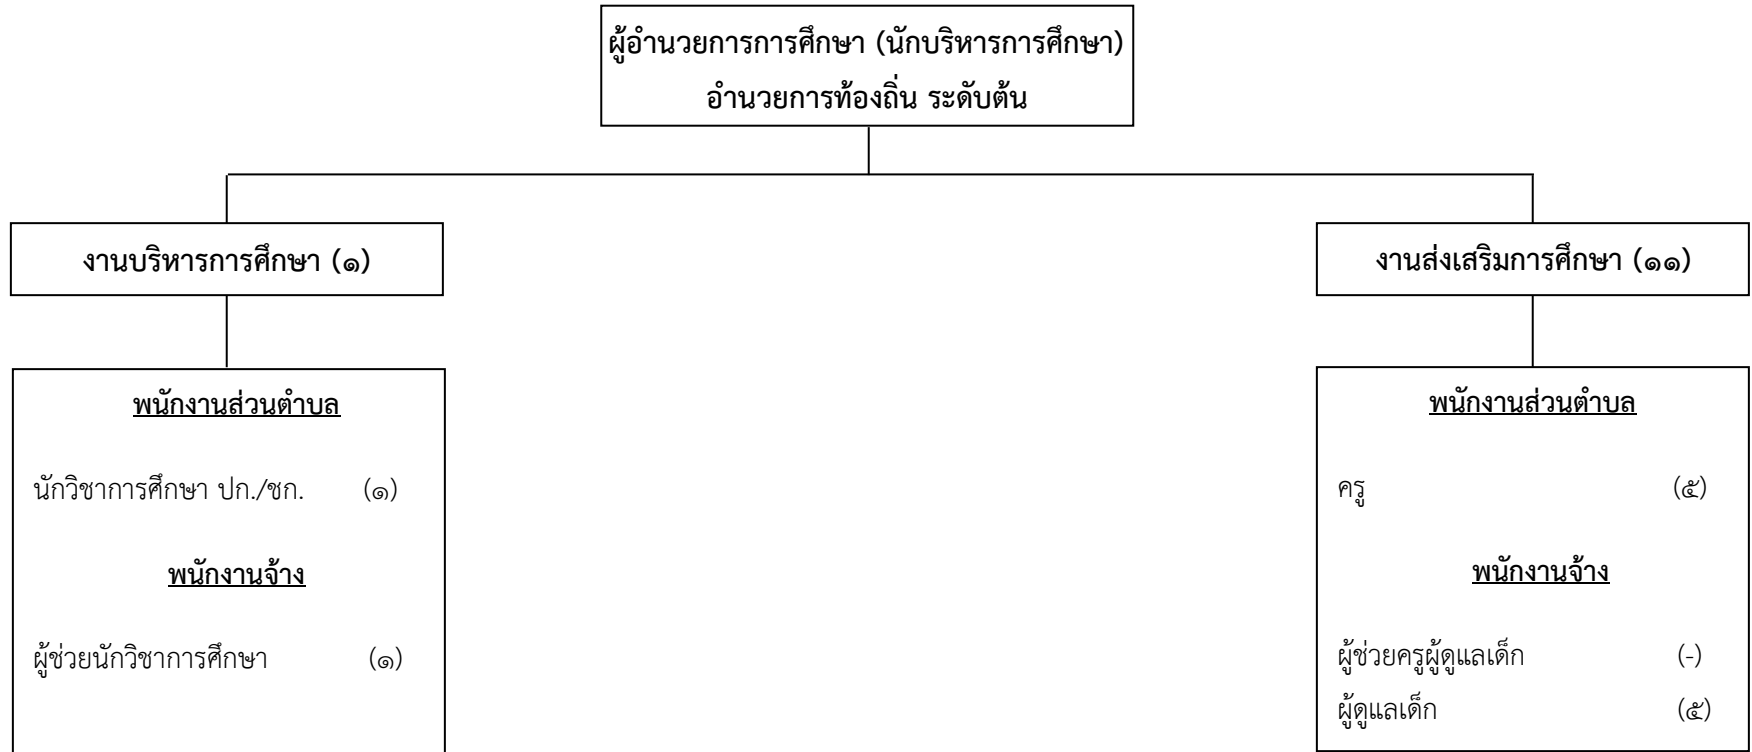 ผู้อำนวยการการศึกษา (นักบริหารการศึกษา)
อำนวยการท้องถิ่น ระดับต้น
งานบริหารการศึกษา (๑)
พนักงานส่วนตำบล
นักวิชาการศึกษา ปก./ชก. (๑)
พนักงานจ้าง
ผู้ช่วยนักวิชาการศึกษา (๑)
งานส่งเสริมการศึกษา (๑๑)
พนักงานส่วนตำบล
ครู (๕)
พนักงานจ้าง
ผู้ช่วยครูผู้ดูแลเด็ก (-)
ผู้ดูแลเด็ก (๕)